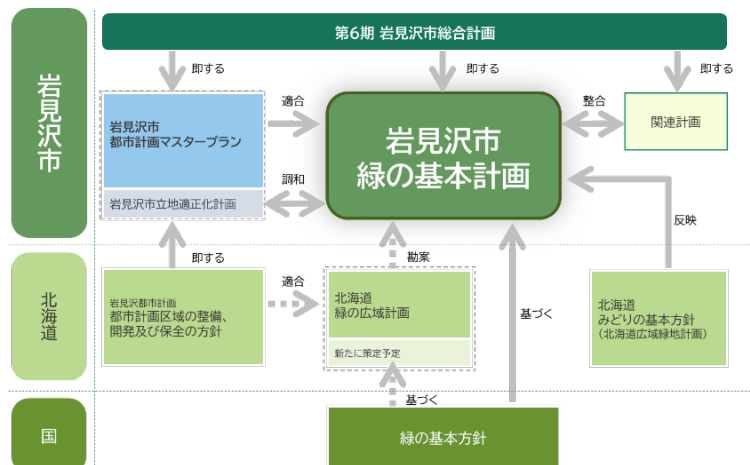 第6期 岩見沢市総合計画
岩見沢市
即する
即する
即する
岩見沢市
都市計画マスタープラン
適合
岩見沢市
緑の基本計画
整合
関連計画
調和
岩見沢市立地適正化計画
反映
即する
勘案
北海道
岩見沢都市計画
都市計画区域の整備、
開発及び保全の方針
適合
北海道
緑の広域計画
新たに策定予定
基づく
北海道
みどりの基本方針
（北海道広域緑地計画）
基づく
国
緑の基本方針